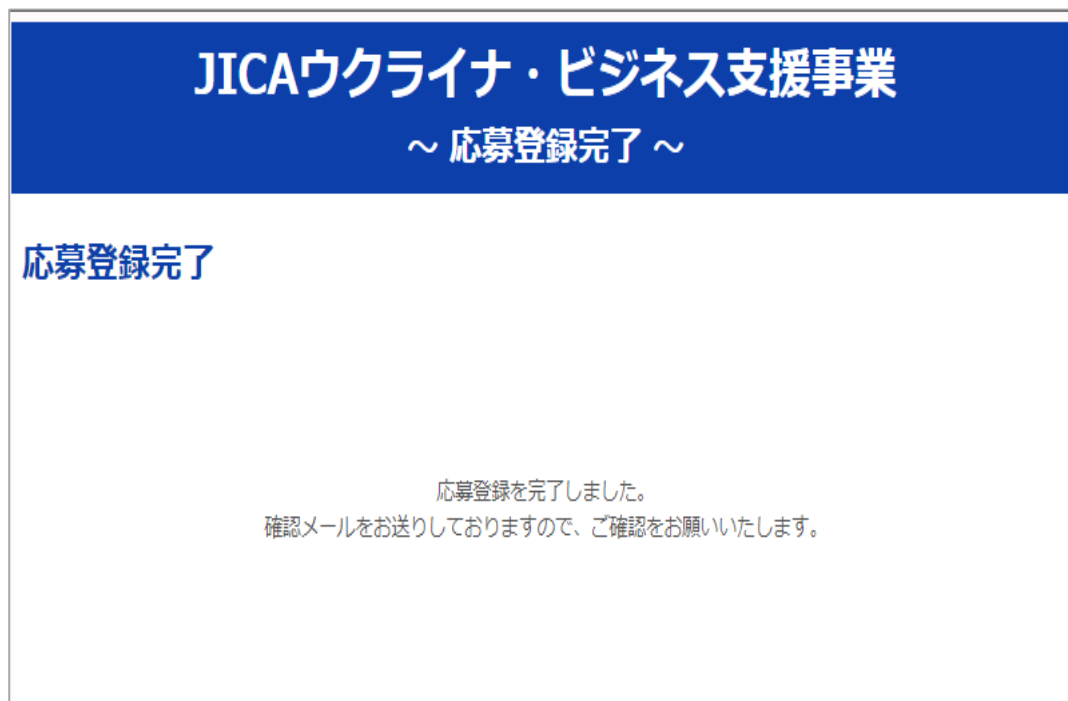 JICAウクライナ・ビジネス支援事業
～ 応募登録完了 ～
応募登録完了
応募登録を完了しました。
確認メールをお送りしておりますので、ご確認をお願いいたします。